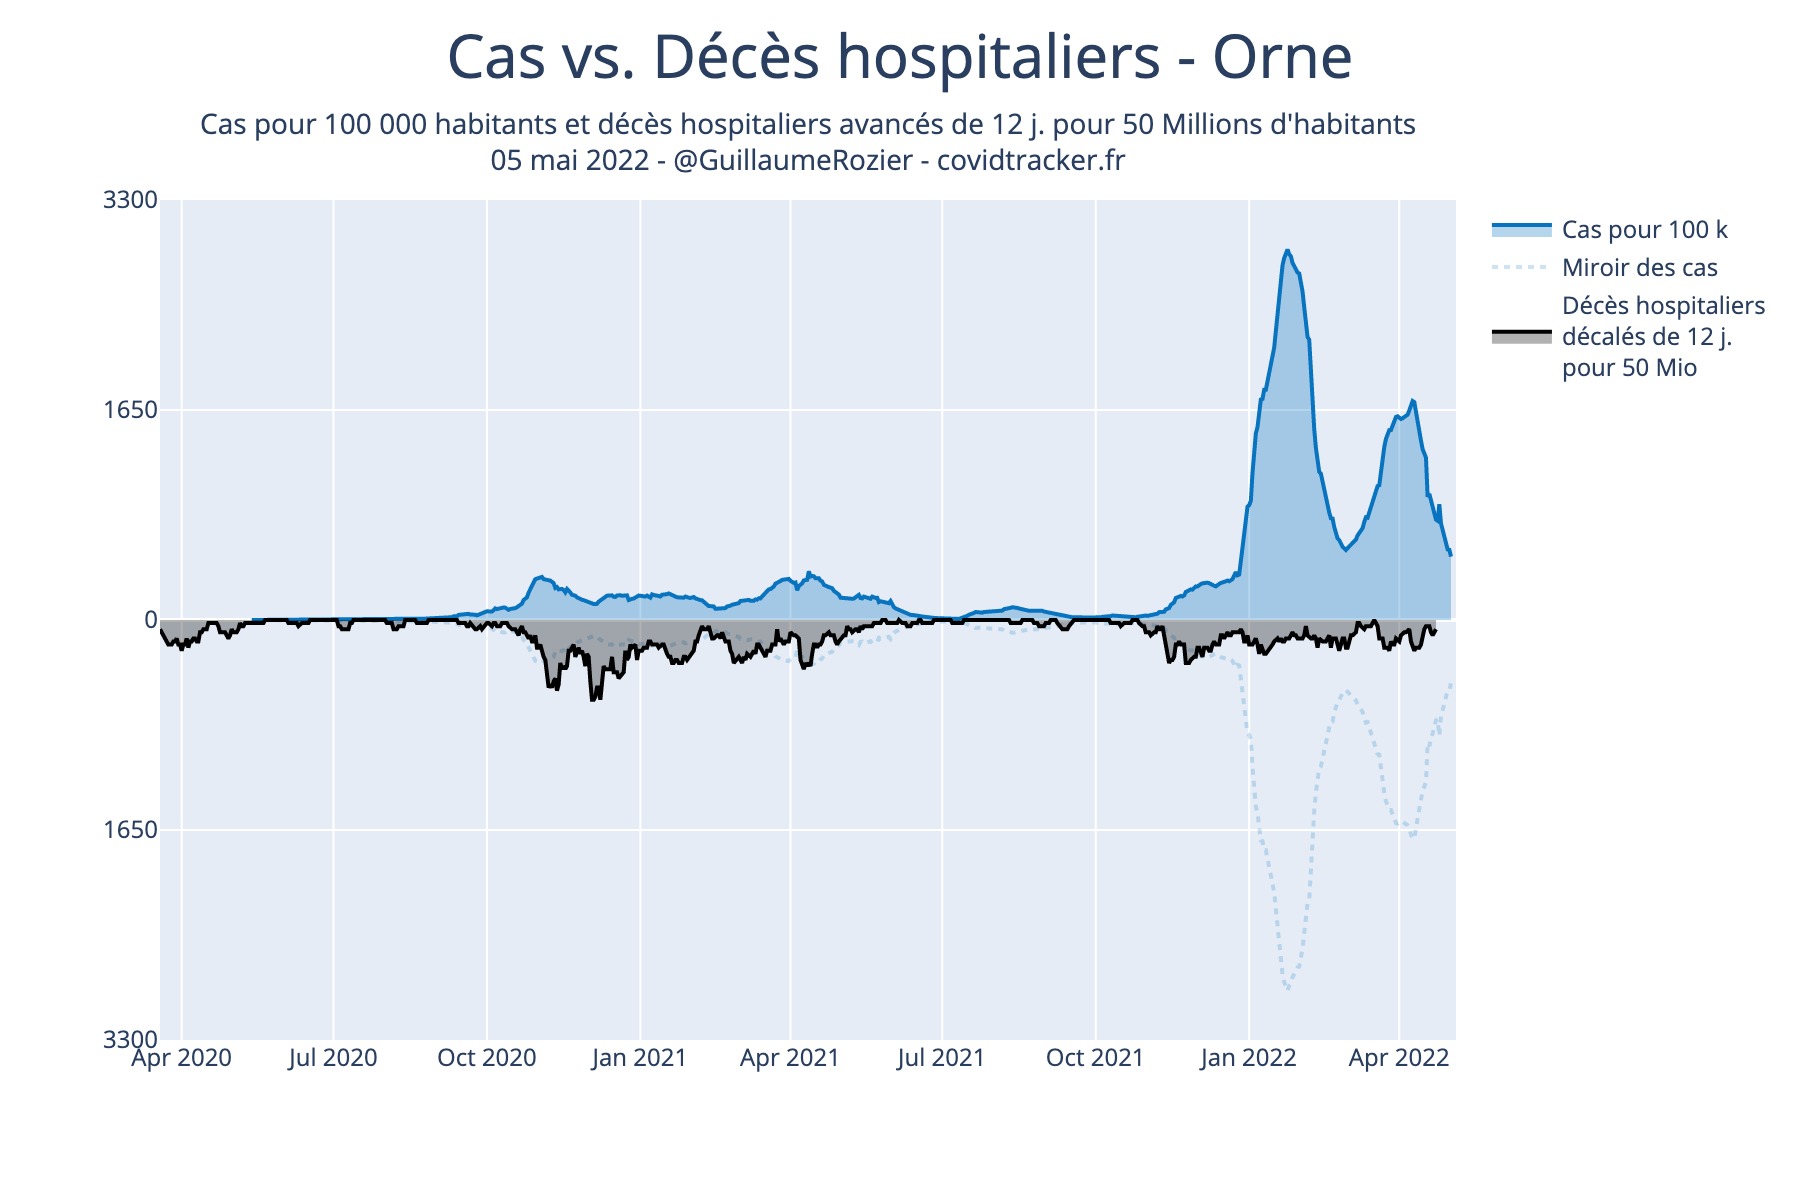 Cas vs. Décès hospitaliers - Orne
Cas pour 100 000 habitants et décès hospitaliers avancés de 12 j. pour 50 Millions d'habitants
05 mai 2022 - @GuillaumeRozier - covidtracker.fr
3300
1650
0
1650
3300
Apr 2020
Jul 2020
Oct 2020
Jan 2021
Apr 2021
Jul 2021
Oct 2021
Jan 2022
Apr 2022
Cas pour 100 k
Miroir des cas
Décès hospitaliers
décalés de 12 j.
pour 50 Mio